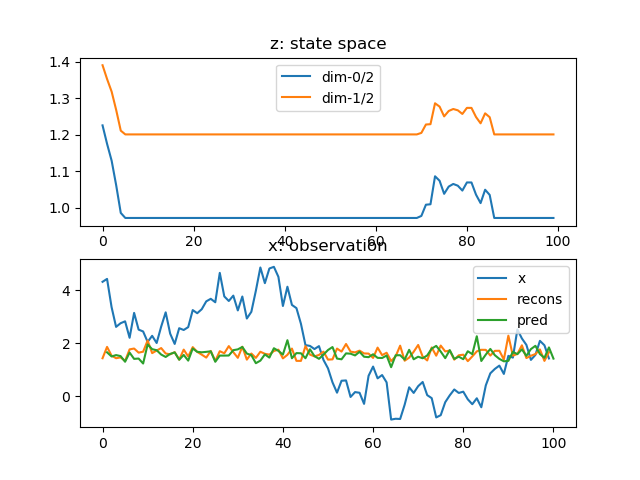 z: state space
1.4
1.3
1.2
1.1
1.0
dim-0/2
dim-1/2
0 20 40 60 80 100
x: observation
4
2
0
x
recons
pred
0 20 40 60 80 100